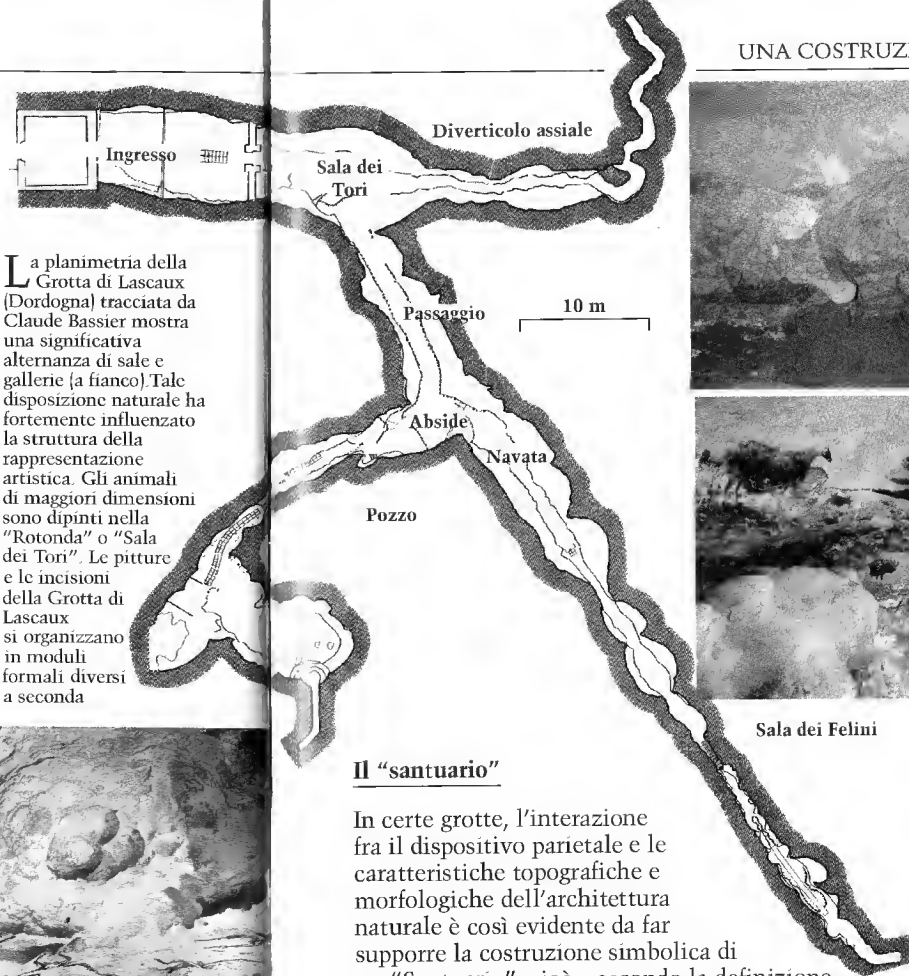 UNA COSTRUZ
Ingresso
Sala dei
Tori
Diverticolo assiale
Passaggio
10 m
Abside
Navata
Pozzo
Sala dei Felini
La planimetria della
Grotta di Lascaux
(Dordogna) tracciata da
Claude Bassier mostra
una significativa
alternanza di sale e
gallerie (a fianco). Tale
disposizione naturale ha
fortemente influenzato
la struttura della
rappresentazione
artistica. Gli animali
di maggiori dimensioni
sono dipinti nella
"Rotonda" o "Sala
dei Tori". Le pitture
e le incisioni
della Grotta di
Lascaux
si organizzano
in moduli
formali diversi
a seconda
Il "santuario"
In certe grotte, l'interazione
fra il dispositivo parietale e le
caratteristiche topografiche e
morfologiche dell'architettura
naturale è così evidente da far
supporre la costruzione simbolica di
secondo la definizione